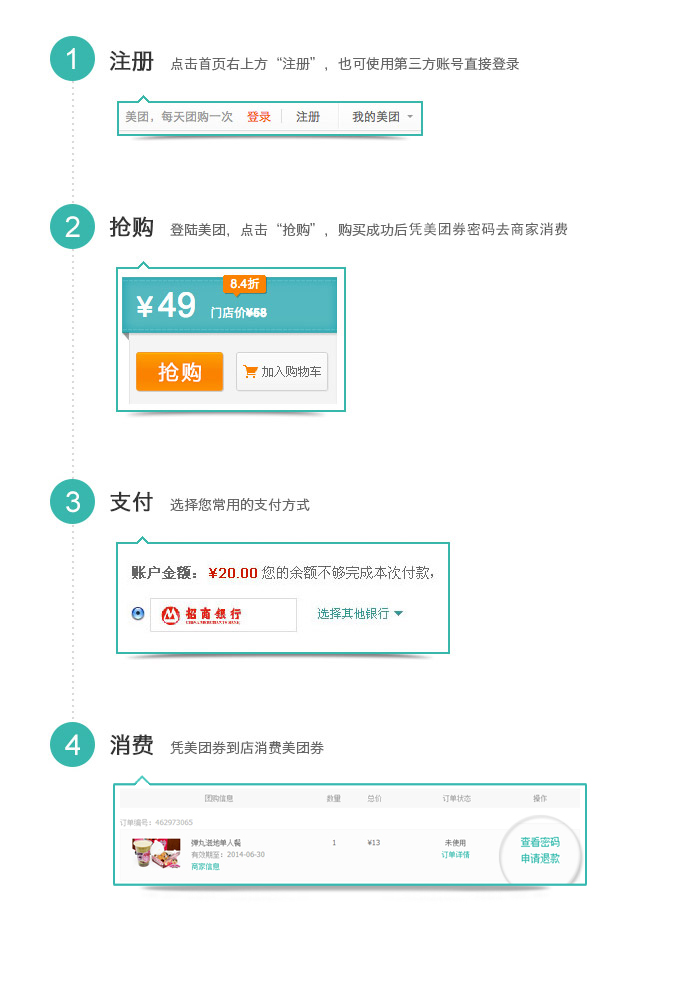 1 注册 点击首页右上方“注册”，也可使用第三方账号直接登录
美团，每天团购一次 登录 注册 我的美团
2 抢购 登陆美团，点击“抢购”，购买成功后凭美团券密码去商家消费
8.4折
¥49 门店价¥58
抢购 加入购物车
3 支付 选择您常用的支付方式
账户金额：¥20.00 您的余额不够完成本次付款，
招商银行 选择其他银行
CHINA MERCHANTS BANK
4 消费 凭美团券到店消费美团券
团购信息 数量 总价 订单状态 操作
订单编号：462973065
弹丸送地单人餐 1 ¥13 未使用 查看密码
有效期至：2014-06-30 订单详情 申请退款
商家信息